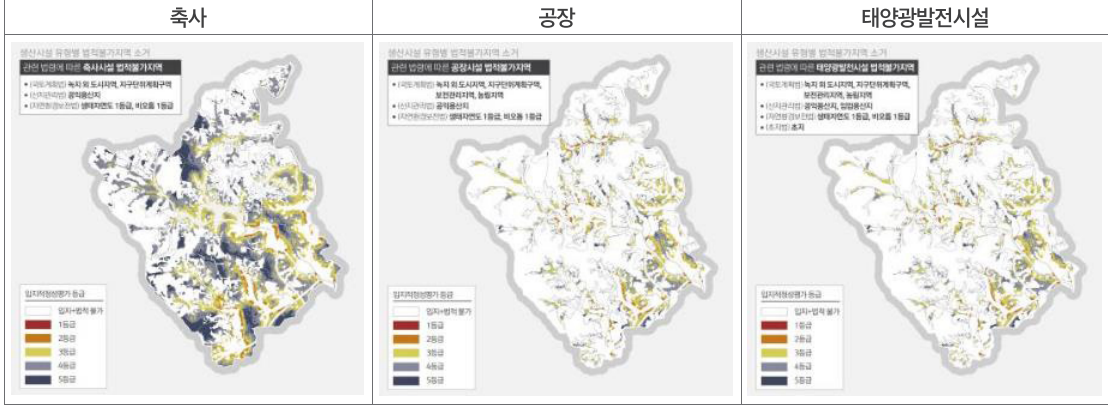 축사
공장
태양광발전시설
생산시설 유형별 법적불가지역 소거
관련 법령에 따른 축사시설 법적불가지역
• (국토계획법) 녹지 외 도시지역, 지구단위계획구역
• (산지관리법) 공익용산지
• (자연환경보전법) 생태자연도 1등급, 비오톱 1등급
입지적정성평가 등급
입지+법적 불가
1등급
2등급
3등급
4등급
5등급
생산시설 유형별 법적불가지역 소거
관련 법령에 따른 공장시설 법적불가지역
• (국토계획법) 녹지 외 도시지역, 지구단위계획구역,
보전관리지역, 농림지역
• (산지관리법) 공익용산지
• (자연환경보전법) 생태자연도 1등급, 비오톱 1등급
입지적정성평가 등급
입지+법적 불가
1등급
2등급
3등급
4등급
5등급
생산시설 유형별 법적불가지역 소거
관련 법령에 따른 태양광발전시설 법적불가지역
• (국토계획법) 녹지 외 도시지역, 지구단위계획구역,
보전관리지역, 농림지역
• (산지관리법) 공익용산지, 임업용산지
• (자연환경보전법) 생태자연도 1등급, 비오톱 1등급
• (초지법) 초지
입지적정성평가 등급
입지+법적 불가
1등급
2등급
3등급
4등급
5등급